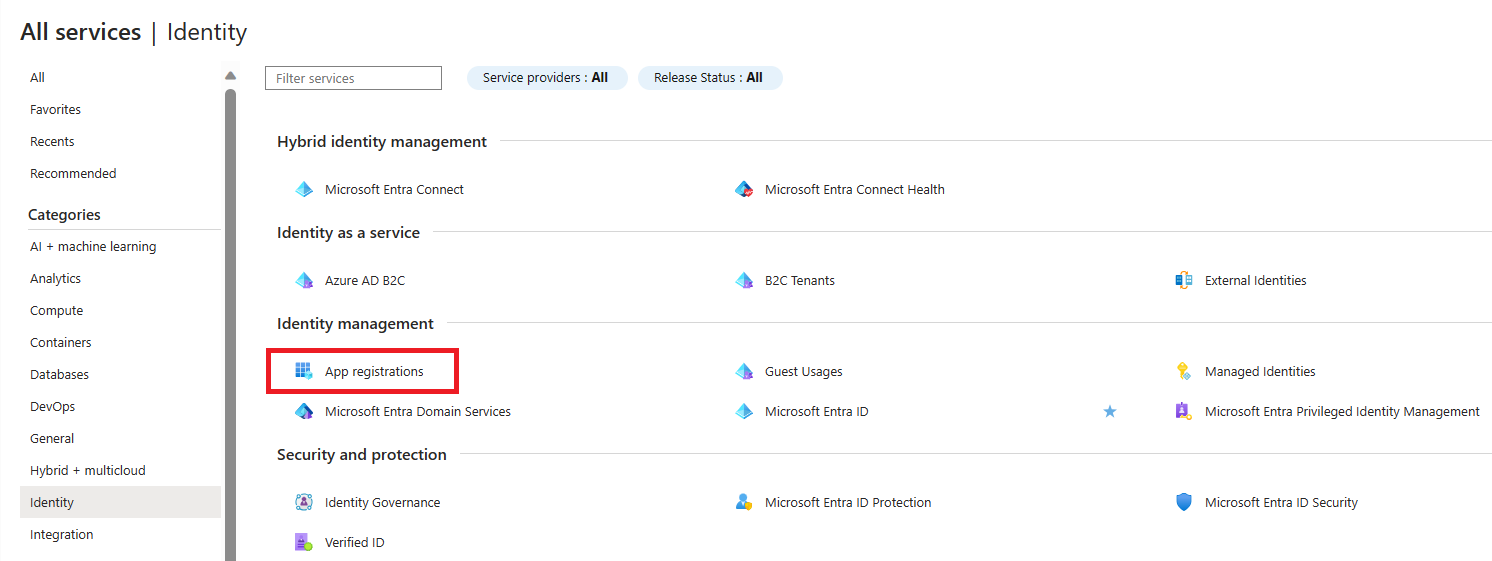 All services | Identity
All
Favorites
Recents
Recommended
Categories
AI + machine learning
Analytics
Compute
Containers
Databases
DevOps
General
Hybrid + multicloud
Identity
Integration
Filter services
Service providers : All
Release Status : All
Hybrid identity management
Microsoft Entra Connect
Microsoft Entra Connect Health
Identity as a service
Azure AD B2C
B2C Tenants
External Identities
Identity management
App registrations
Guest Usages
Managed Identities
Microsoft Entra Domain Services
Microsoft Entra ID
Microsoft Entra Privileged Identity Management
Security and protection
Identity Governance
Microsoft Entra ID Protection
Microsoft Entra ID Security
Verified ID